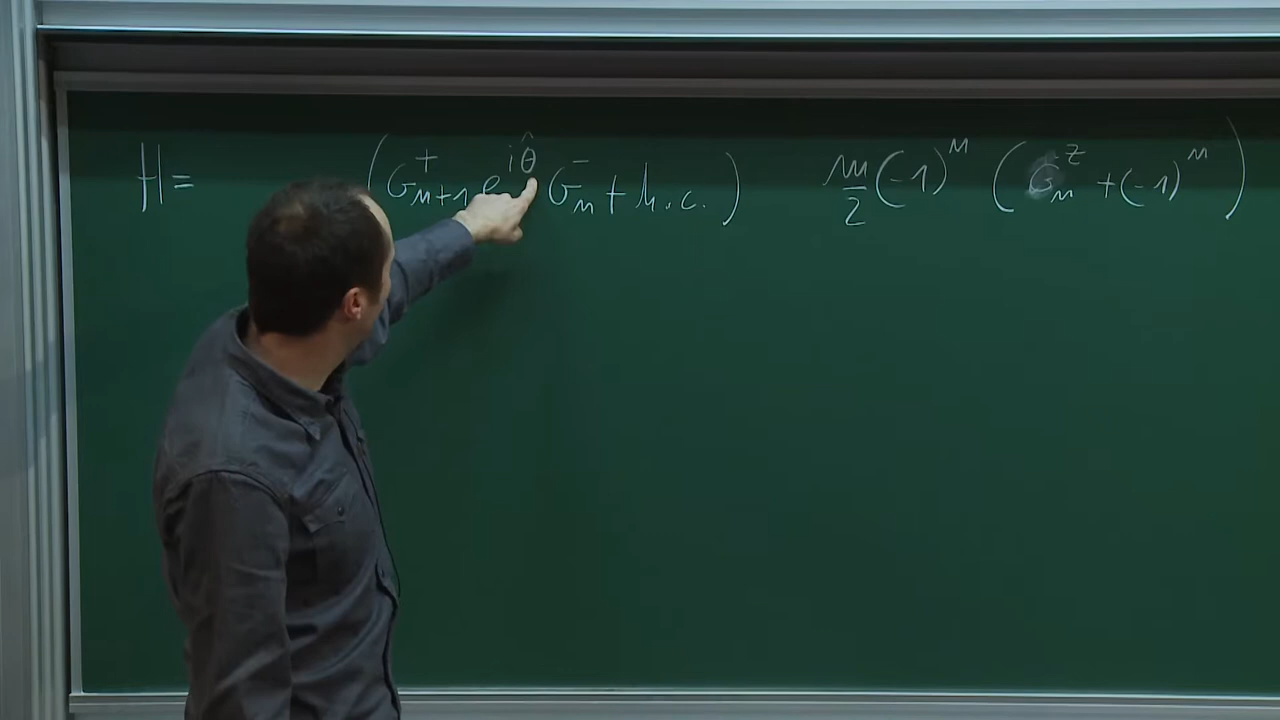 H = (σ⁺ₙ₊₁ e^{iθ̂} σ⁻ₙ + h.c.) m/2 (-1)ⁿ (σᶻₙ + (-1)ⁿ)